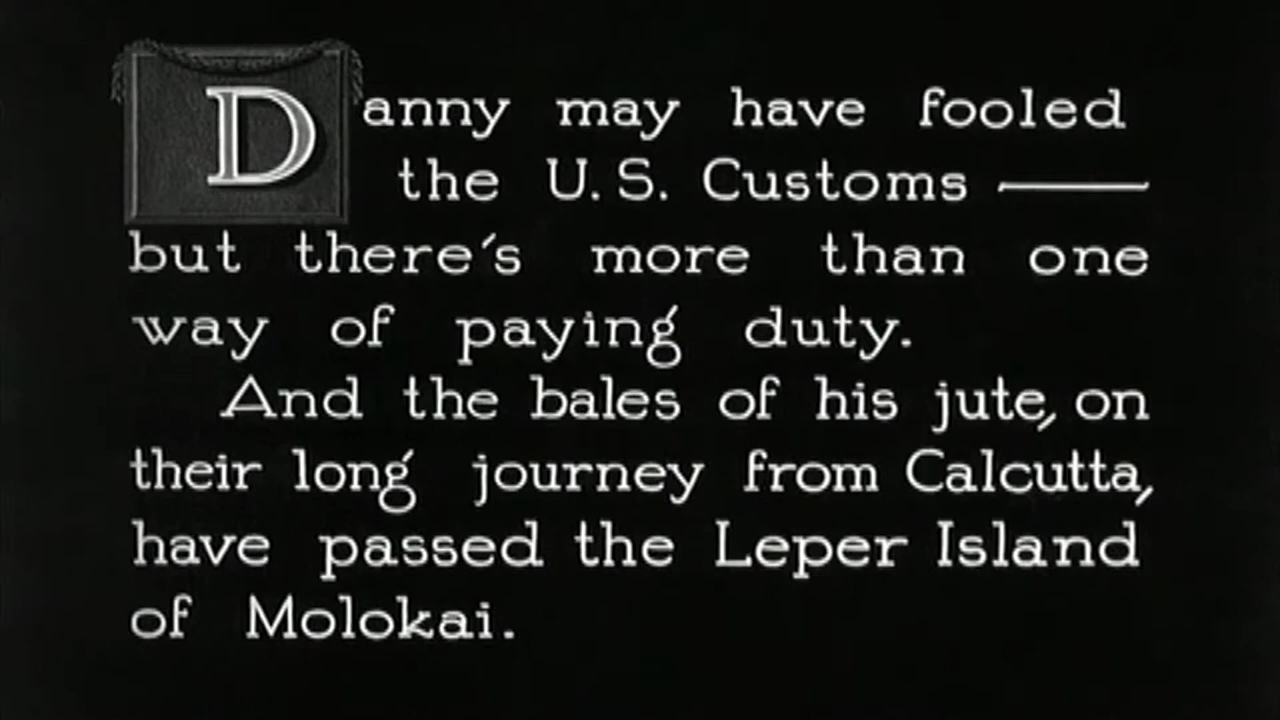 Danny may have fooled
the U.S. Customs —
but there's more than one
way of paying duty.
And the bales of his jute, on
their long journey from Calcutta,
have passed the Leper Island
of Molokai.